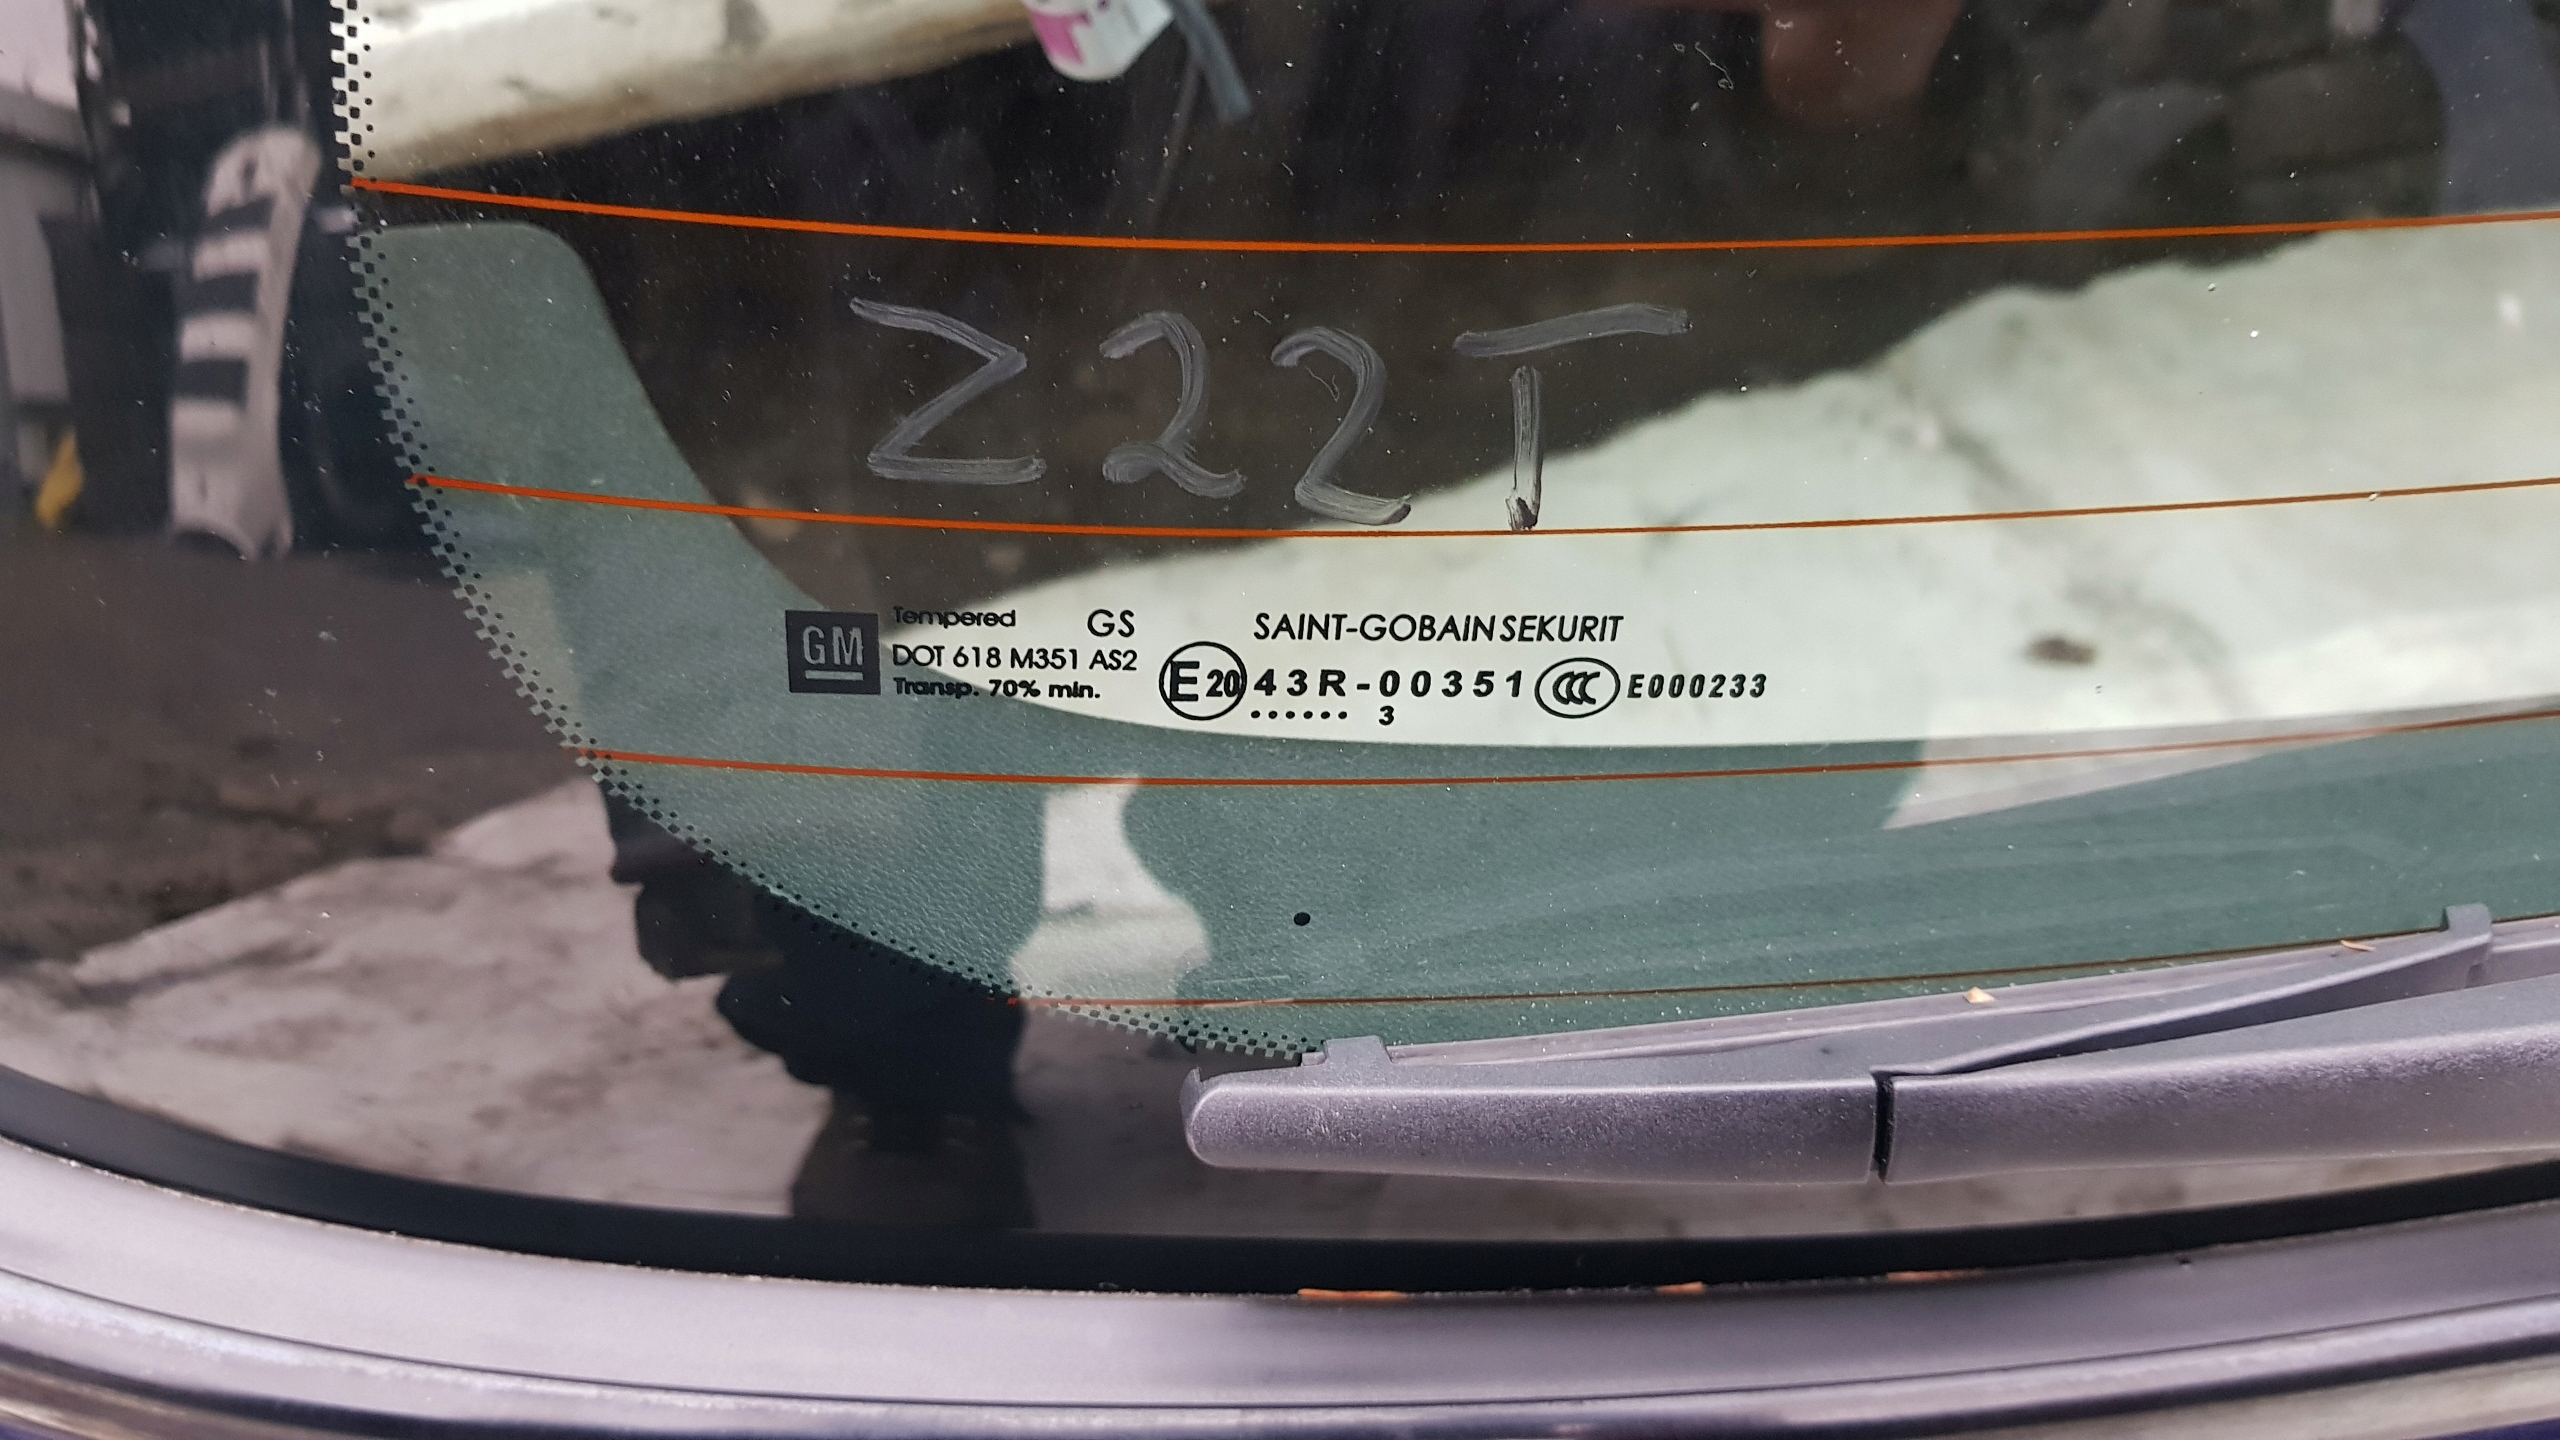 Z22T
GM
Tempered GS
DOT 618 M351 AS2
Transp. 70% min.
SAINT-GOBAIN SEKURIT
E20 43R-00351 CCC E000233
...... 3